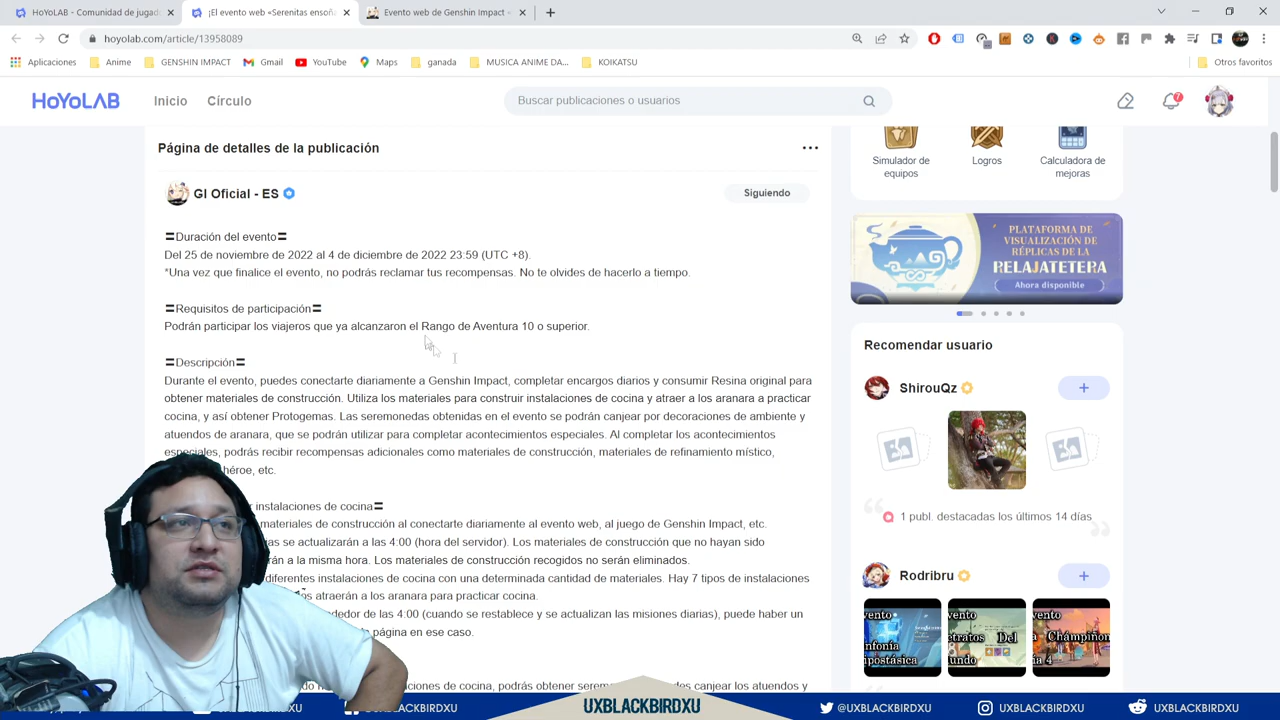 HoYoLAB - Comunidad de jugado
¡El evento web «Serenitas enseña
Evento web de Genshin Impact «
hoyolab.com/article/13958089
Aplicaciones
Anime
GENSHIN IMPACT
Gmail
YouTube
Maps
ganada
MUSICA ANIME DA...
KOIKATSU
Otros favoritos
HoYoLAB
Inicio
Círculo
Buscar publicaciones o usuarios
7
Página de detalles de la publicación
GI Oficial - ES
Siguiendo
〓Duración del evento〓
Del 25 de noviembre de 2022 al 4 de diciembre de 2022 23:59 (UTC +8).
*Una vez que finalice el evento, no podrás reclamar tus recompensas. No te olvides de hacerlo a tiempo.
〓Requisitos de participación〓
Podrán participar los viajeros que ya alcanzaron el Rango de Aventura 10 o superior.
〓Descripción〓
Durante el evento, puedes conectarte diariamente a Genshin Impact, completar encargos diarios y consumir Resina original para
obtener materiales de construcción. Utiliza los materiales para construir instalaciones de cocina y atraer a los aranara a practicar
cocina, y así obtener Protogemas. Las seremonedas obtenidas en el evento se podrán canjear por decoraciones de ambiente y
atuendos de aranara, que se podrán utilizar para completar acontecimientos especiales. Al completar los acontecimientos
especiales, podrás recibir recompensas adicionales como materiales de construcción, materiales de refinamiento místico,
héroe, etc.
instalaciones de cocina〓
materiales de construcción al conectarte diariamente al evento web, al juego de Genshin Impact, etc.
se actualizarán a las 4:00 (hora del servidor). Los materiales de construcción que no hayan sido
a la misma hora. Los materiales de construcción recogidos no serán eliminados.
diferentes instalaciones de cocina con una determinada cantidad de materiales. Hay 7 tipos de instalaciones
atraerán a los aranara para practicar cocina.
de las 4:00 (cuando se restablece y se actualizan las misiones diarias), puede haber un
página en ese caso.
de cocina, podrás obtener
canjear los atuendos y
Simulador de
equipos
Logros
Calculadora de
mejoras
PLATAFORMA DE
VISUALIZACIÓN DE
RÉPLICAS DE LA
RELAJATETERA
Ahora disponible
Recomendar usuario
ShirouQz
1 publ. destacadas los últimos 14 días
Rodribru
UXBLACKBIRDXU
@UXBLACKBIRDXU
UXBLACKBIRDXU
UXBLACKBIRDXU